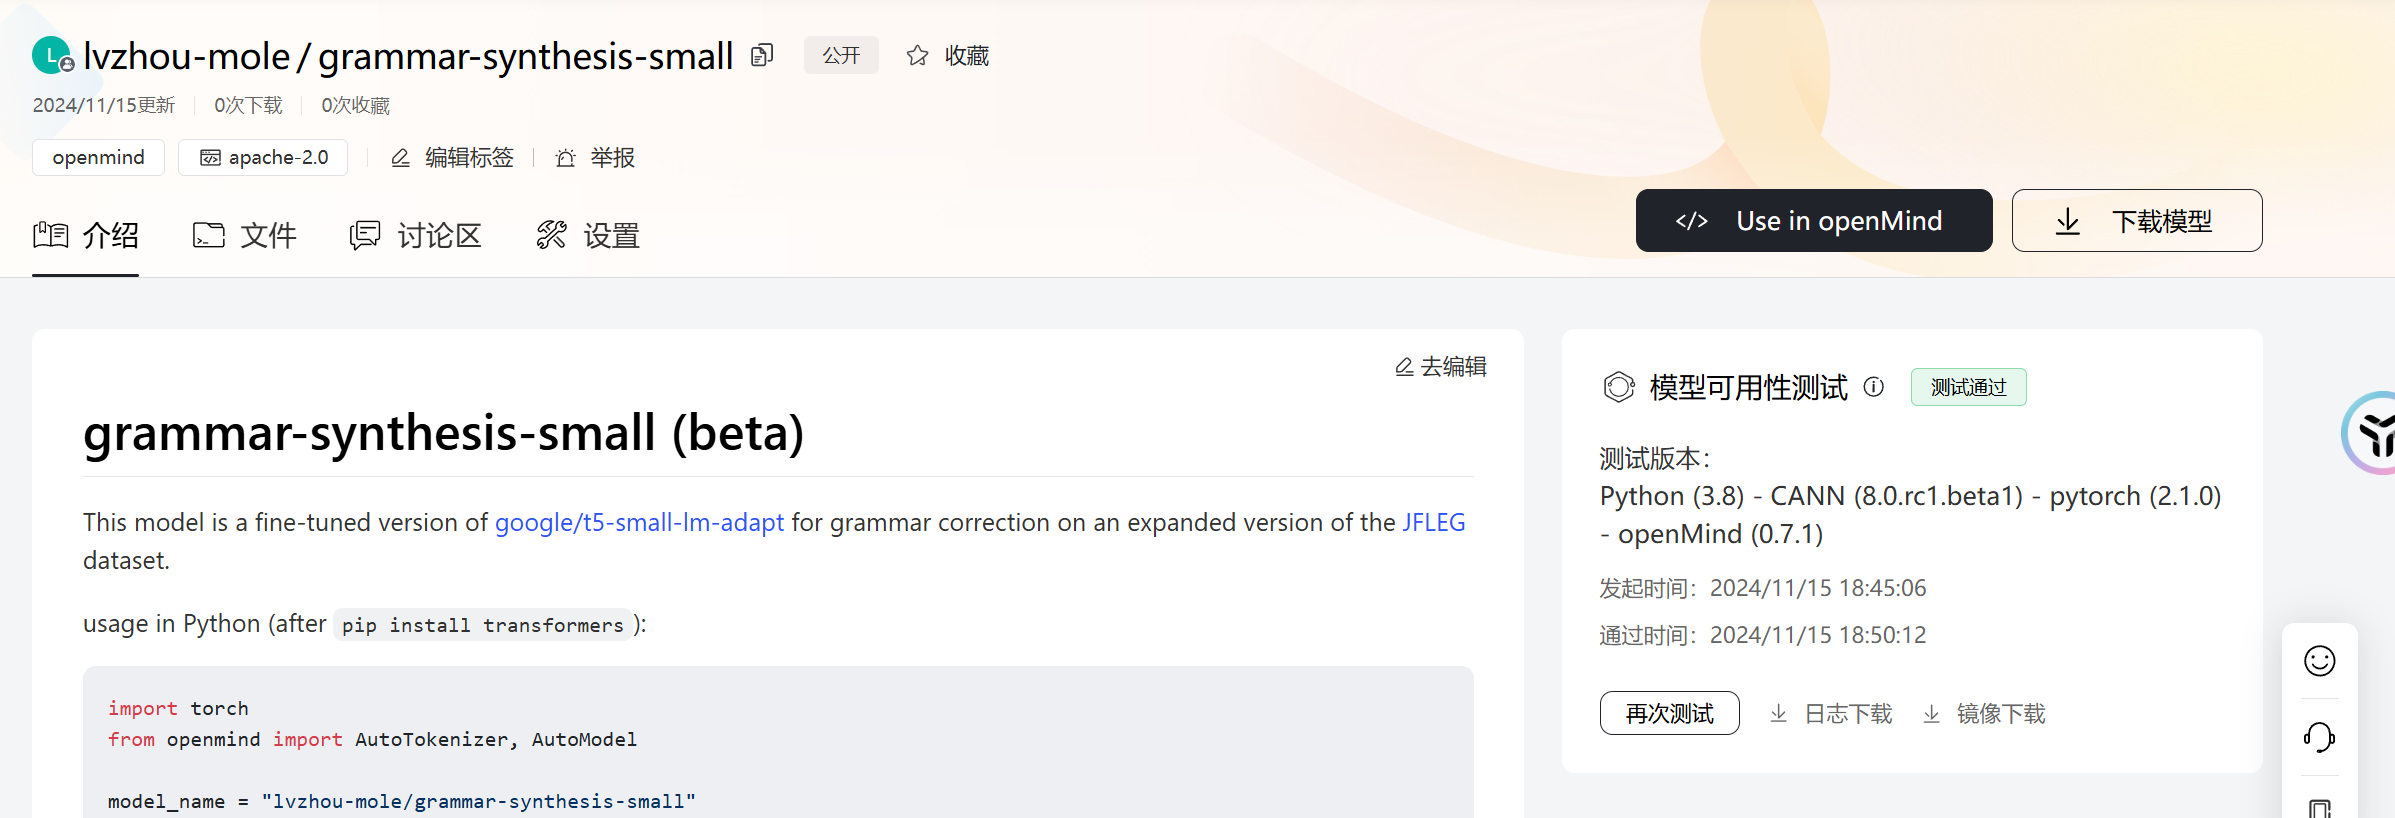 L lvzhou-mole / grammar-synthesis-small 公开 收藏
2024/11/15更新 0次下载 0次收藏
openmind apache-2.0 编辑标签 举报
介绍 文件 讨论区 设置
</> Use in openMind 下载模型
去编辑
grammar-synthesis-small (beta)
This model is a fine-tuned version of google/t5-small-lm-adapt for grammar correction on an expanded version of the JFLEG
dataset.
usage in Python (after pip install transformers):
import torch
from openmind import AutoTokenizer, AutoModel
model_name = "lvzhou-mole/grammar-synthesis-small"
模型可用性测试 测试通过
测试版本：
Python (3.8) - CANN (8.0.rc1.beta1) - pytorch (2.1.0)
- openMind (0.7.1)
发起时间：2024/11/15 18:45:06
通过时间：2024/11/15 18:50:12
再次测试 日志下载 镜像下载